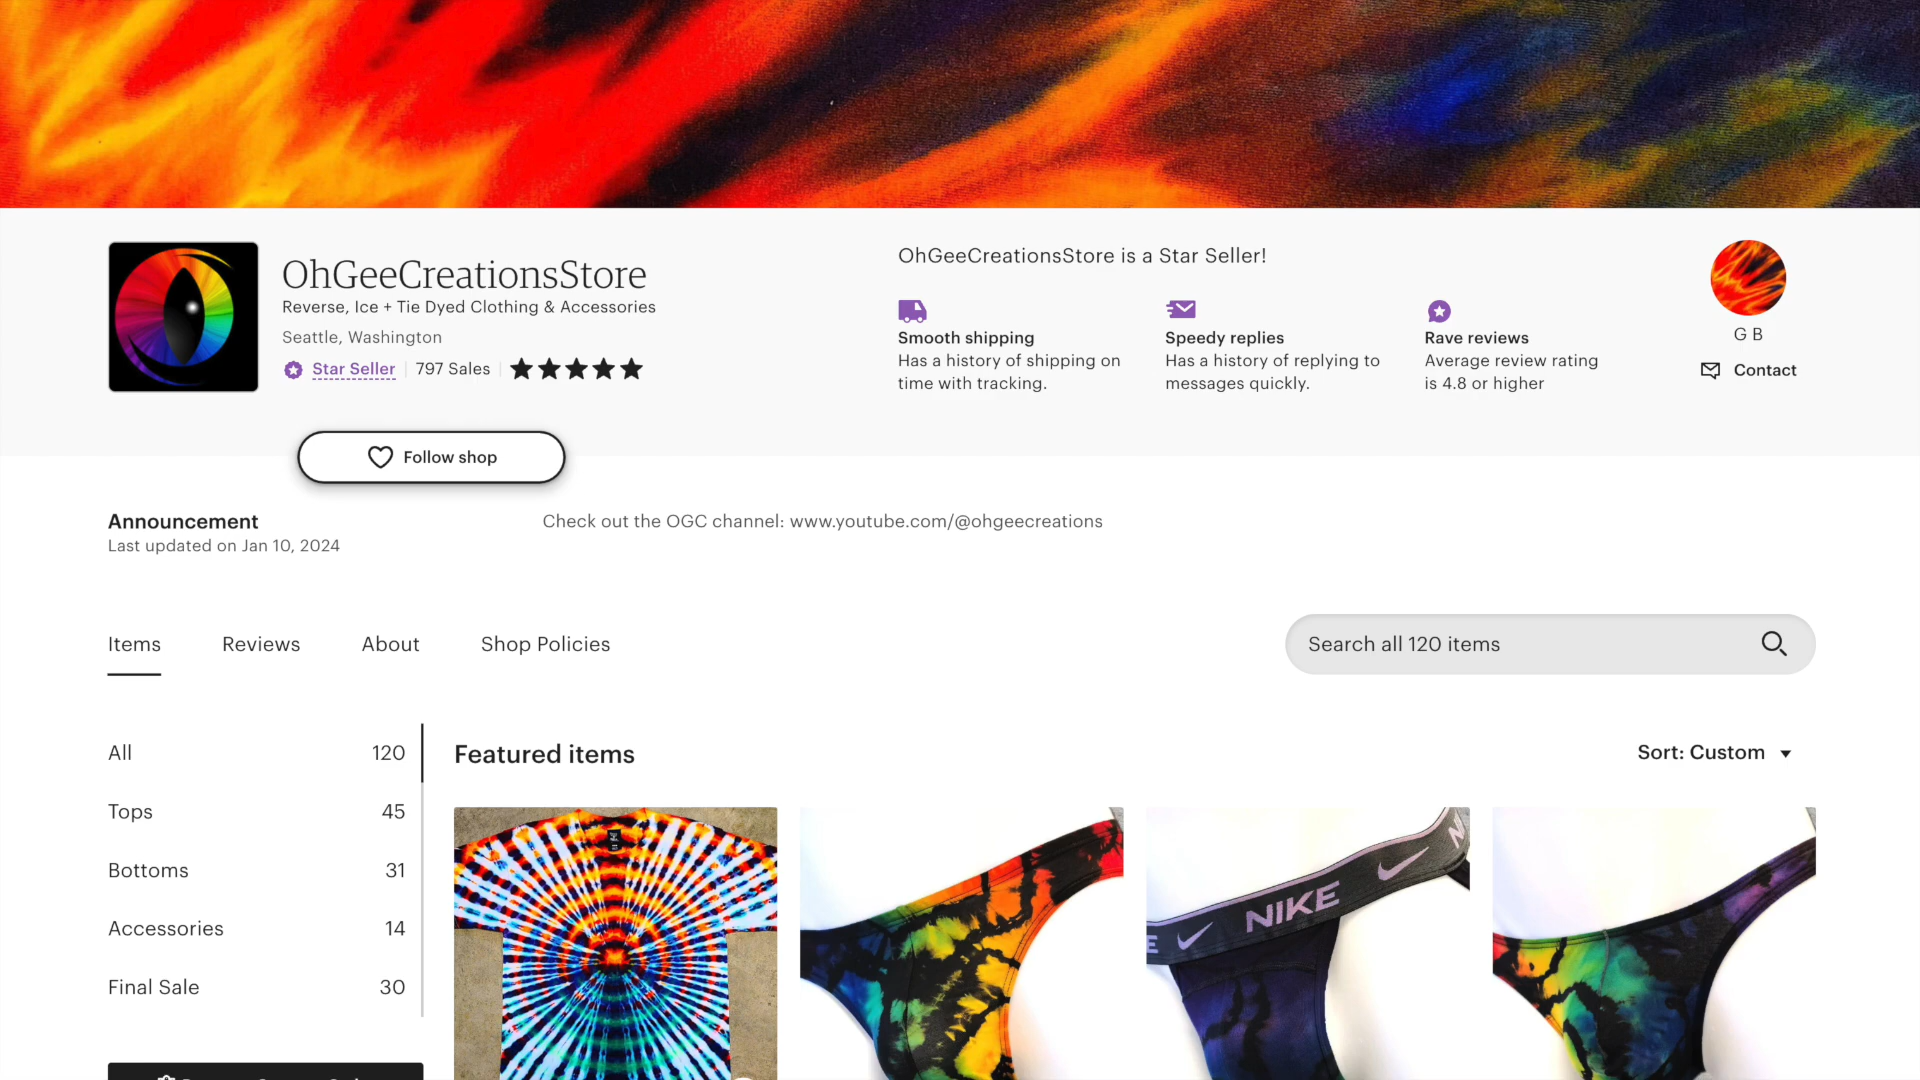 OhGeeCreationsStore
Reverse, Ice + Tie Dyed Clothing & Accessories
Seattle, Washington
Star Seller
797 Sales
OhGeeCreationsStore is a Star Seller!
Smooth shipping
Has a history of shipping on
time with tracking.
Speedy replies
Has a history of replying to
messages quickly.
Rave reviews
Average review rating
is 4.8 or higher
G B
Contact
Follow shop
Announcement
Last updated on Jan 10, 2024
Check out the OGC channel: www.youtube.com/@ohgeecreations
Items
Reviews
About
Shop Policies
Search all 120 items
All 120
Tops 45
Bottoms 31
Accessories 14
Final Sale 30
Featured items
Sort: Custom
NIKE